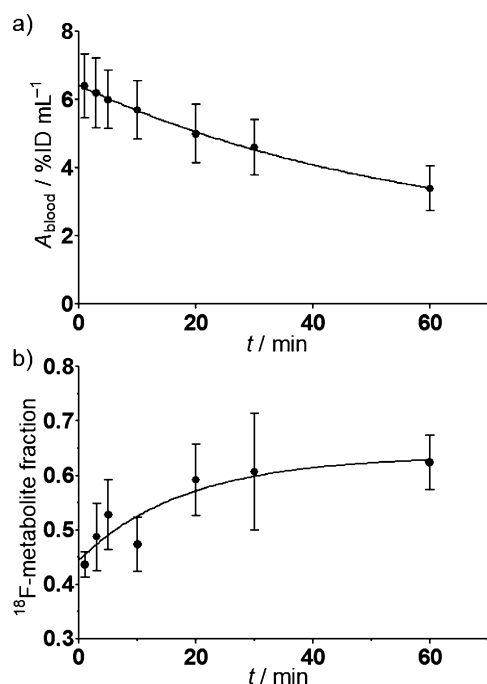 a)
8
6
4
2
0
A_blood / %ID mL⁻¹
0 20 40 60
t / min
b)
0.8
0.7
0.6
0.5
0.4
0.3
¹⁸F-metabolite fraction
0 20 40 60
t / min